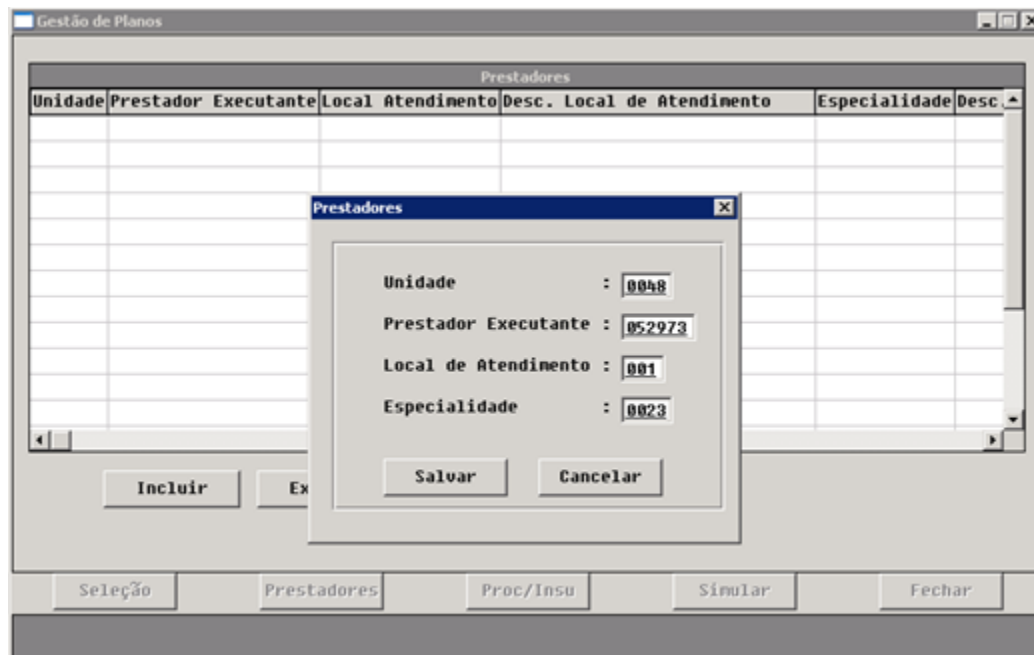 Gestão de Planos
Prestadores
Unidade Prestador Executante Local Atendimento Desc. Local de Atendimento Especialidade Desc.
Prestadores
Unidade : 0048
Prestador Executante : 052973
Local de Atendimento : 001
Especialidade : 0023
Salvar Cancelar
Incluir Ex
Seleção Prestadores Proc/Insu Simular Fechar